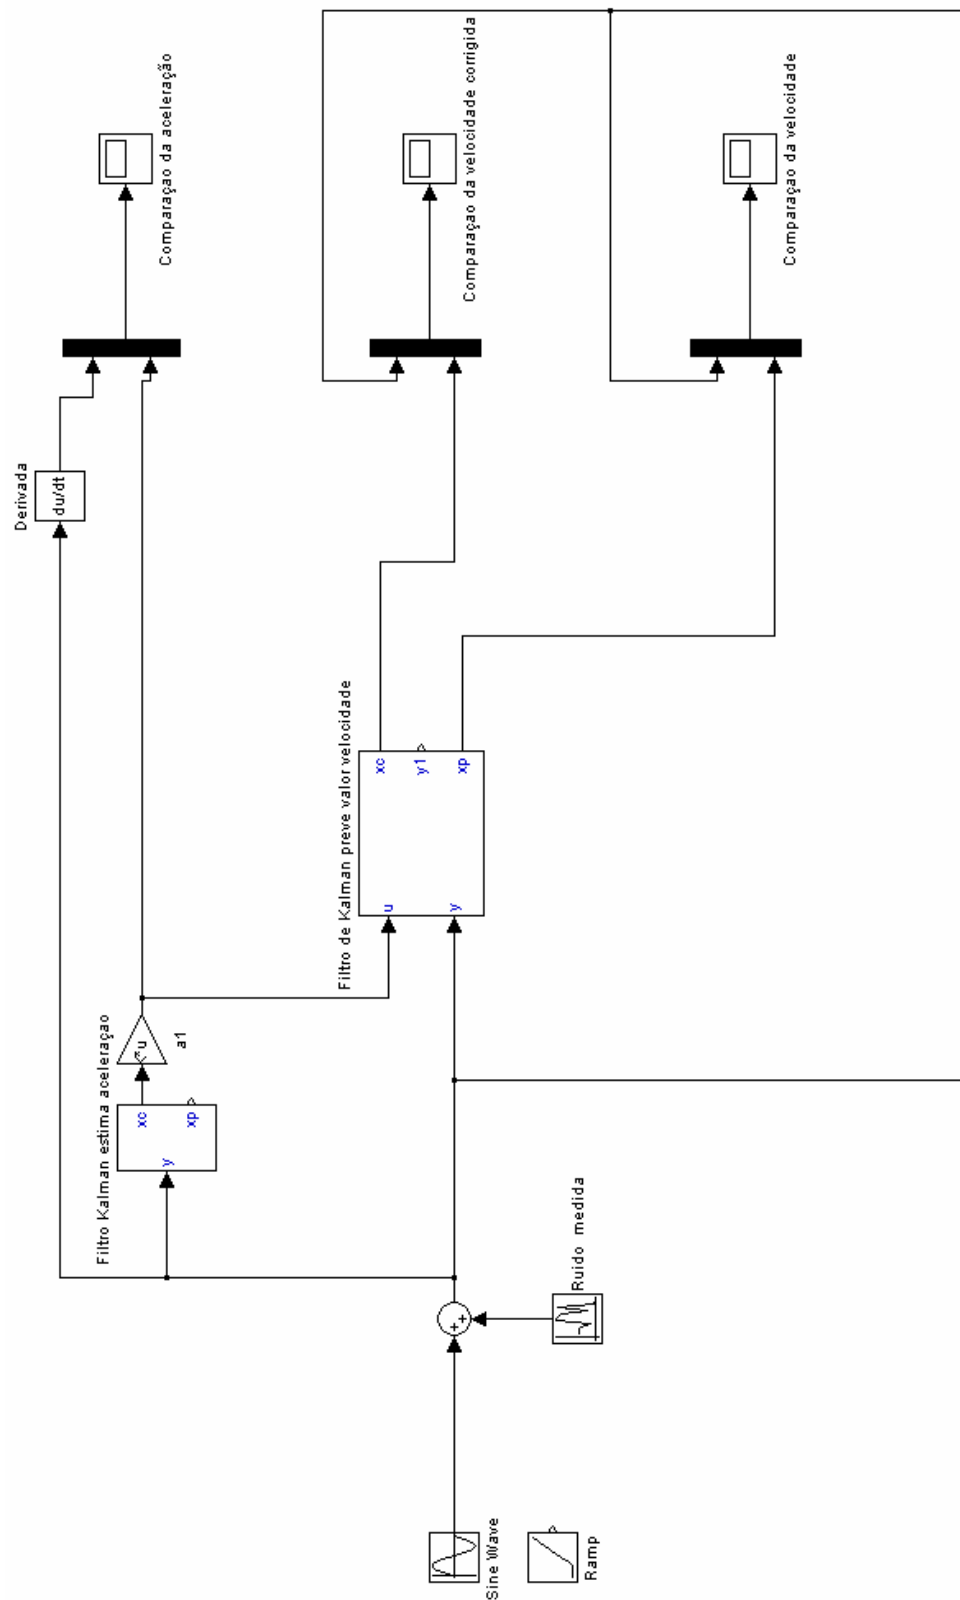 Sine Wave
Ramp
Ruido medida
Filtro Kalman estima aceleraçao
y
xc
xp
a1
Filtro de Kalman preve valor velocidade
u
y
xc
y1
xp
Derivada
du/dt
Comparaçao da aceleração
Comparaçao da velocidade corrigida
Comparaçao da velocidade